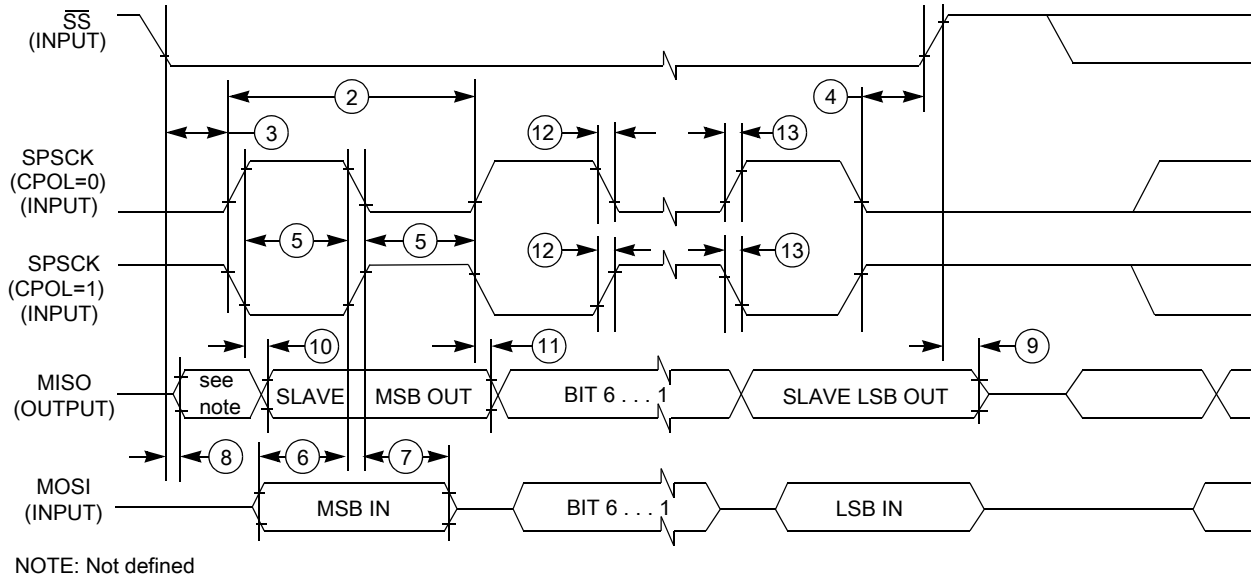 SS
(INPUT)
2
4
3
12
13
SPSCK
(CPOL=0)
(INPUT)
5
5
SPSCK
(CPOL=1)
(INPUT)
12
13
10
11
9
MISO
(OUTPUT)
see
note
SLAVE
MSB OUT
BIT 6 . . . 1
SLAVE LSB OUT
8
6
7
MOSI
(INPUT)
MSB IN
BIT 6 . . . 1
LSB IN
NOTE: Not defined